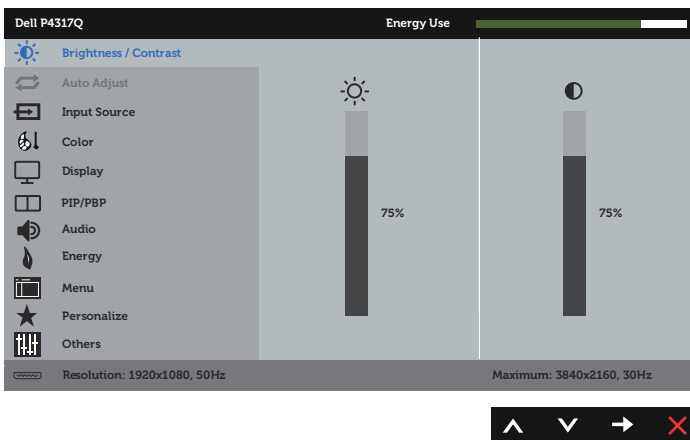 Dell P4317Q Energy Use
Brightness / Contrast
Auto Adjust
Input Source
Color
Display
PIP/PBP
75% 75%
Audio
Energy
Menu
Personalize
Others
Resolution: 1920x1080, 50Hz Maximum: 3840x2160, 30Hz